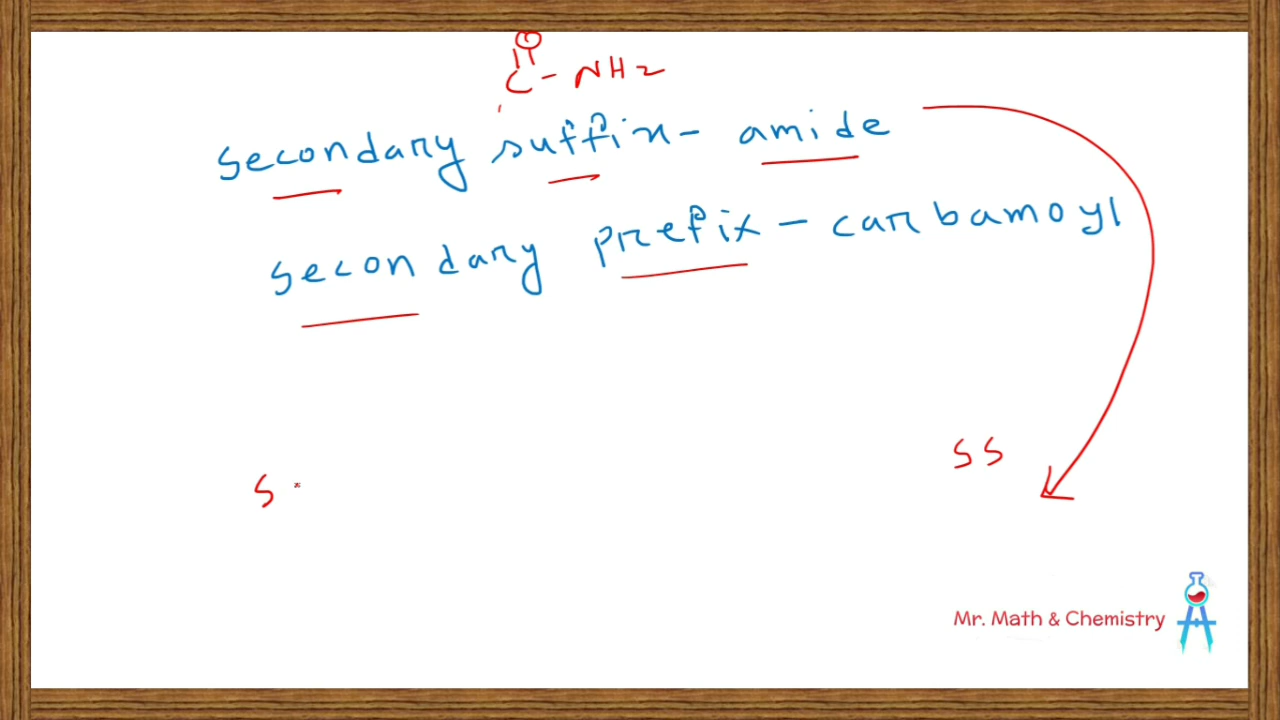 O
C - NH2
secondary suffix - amide
secondary prefix - carbamoyl
SS
S
Mr. Math & Chemistry